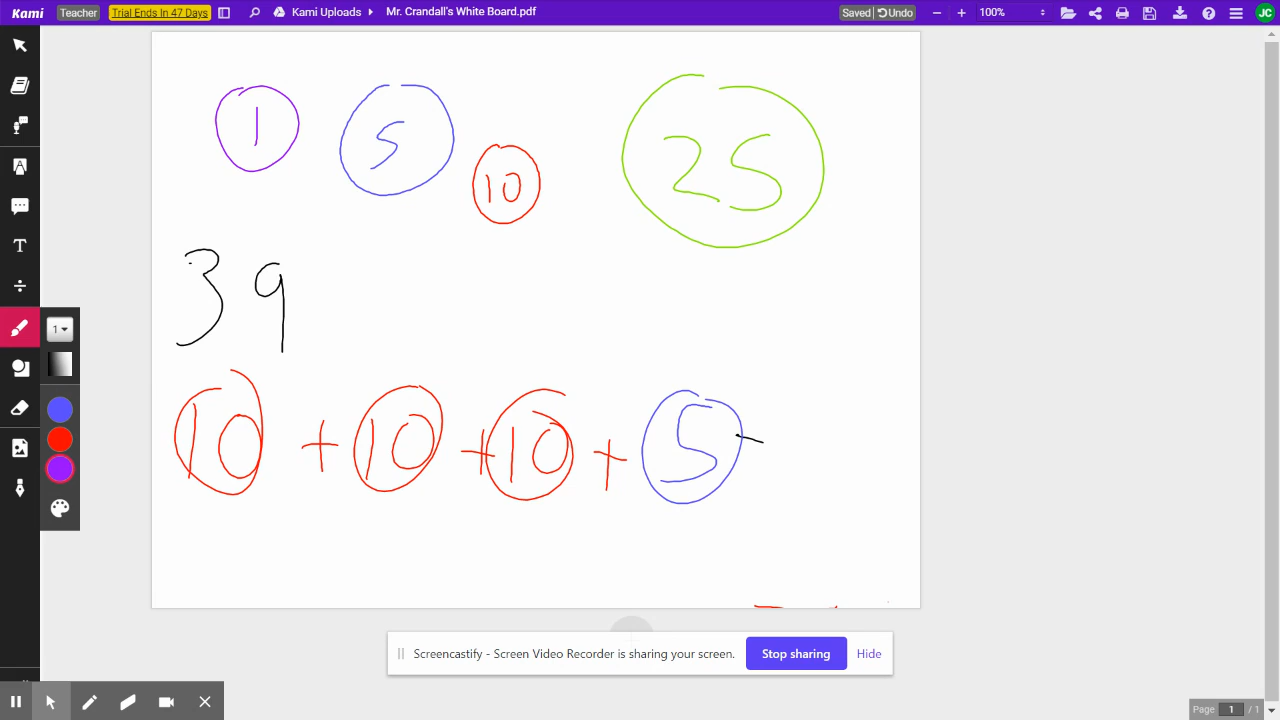 Kami Teacher Trial Ends In 47 Days Kami Uploads Mr. Crandall's White Board.pdf Saved Undo 100% JC
1 5 10 25
39
10 + 10 + 10 + 5
1
Screencastify - Screen Video Recorder is sharing your screen. Stop sharing Hide
Page 1 / 1